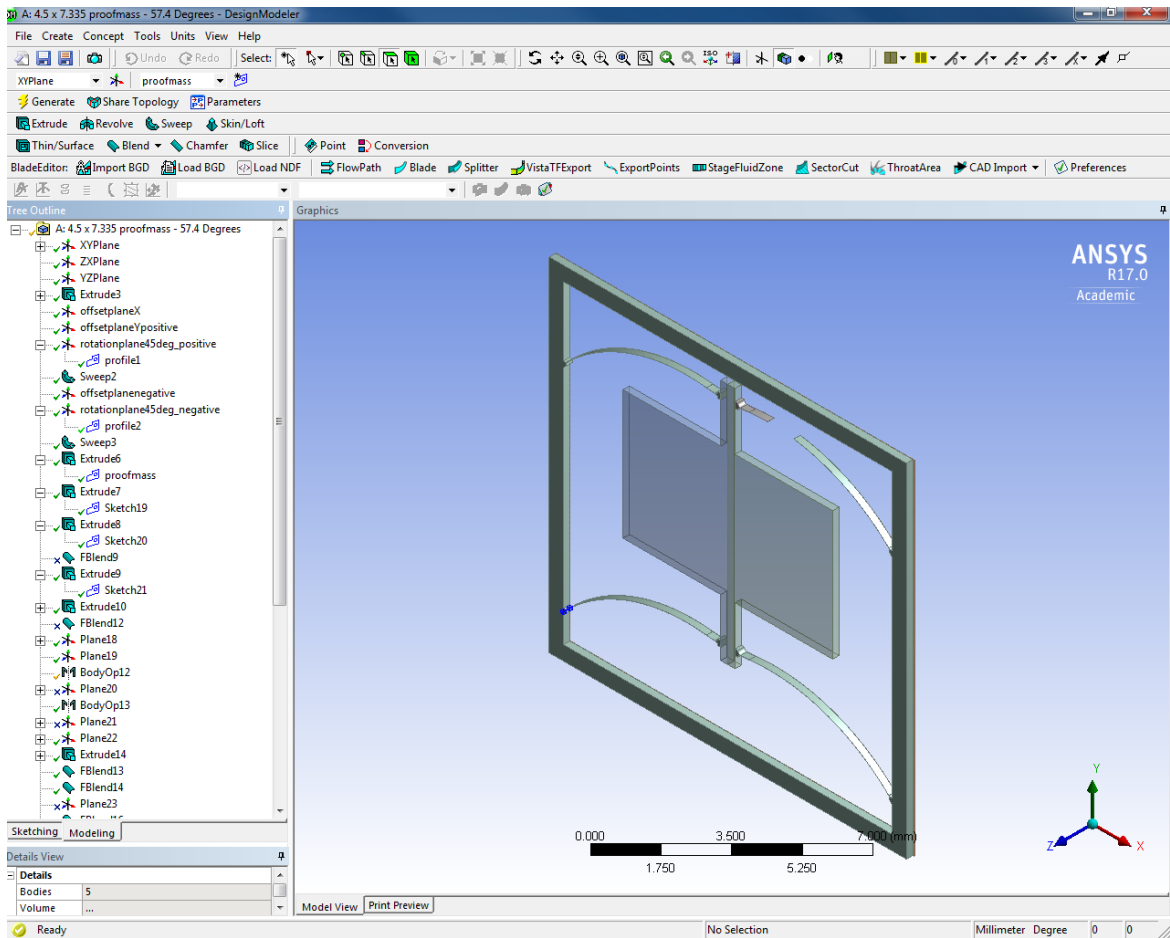 A: 4.5 x 7.335 proofmass - 57.4 Degrees - DesignModeler
File Create Concept Tools Units View Help
Undo Redo Select: ISO
XYPlane proofmass
Generate Share Topology Parameters
Extrude Revolve Sweep Skin/Loft
Thin/Surface Blend Chamfer Slice Point Conversion
BladeEditor: Import BGD Load BGD Load NDF FlowPath Blade Splitter VistaTFExport ExportPoints StageFluidZone SectorCut ThroatArea CAD Import Preferences
Tree Outline
Graphics
A: 4.5 x 7.335 proofmass - 57.4 Degrees
XYPlane
ZXPlane
YZPlane
Extrude3
offsetplaneX
offsetplaneYpositive
rotationplane45deg_positive
profile1
Sweep2
offsetplanenegative
rotationplane45deg_negative
profile2
Sweep3
Extrude6
proofmass
Extrude7
Sketch19
Extrude8
Sketch20
FBlend9
Extrude9
Sketch21
Extrude10
FBlend12
Plane18
Plane19
BodyOp12
Plane20
BodyOp13
Plane21
Plane22
Extrude14
FBlend13
FBlend14
Plane23
Sketching Modeling
Details View
Details
Bodies 5
Volume ...
ANSYS
R17.0
Academic
0.000 3.500 7.000 (mm)
1.750 5.250
Y
Z X
Model View Print Preview
Ready No Selection Millimeter Degree 0 0